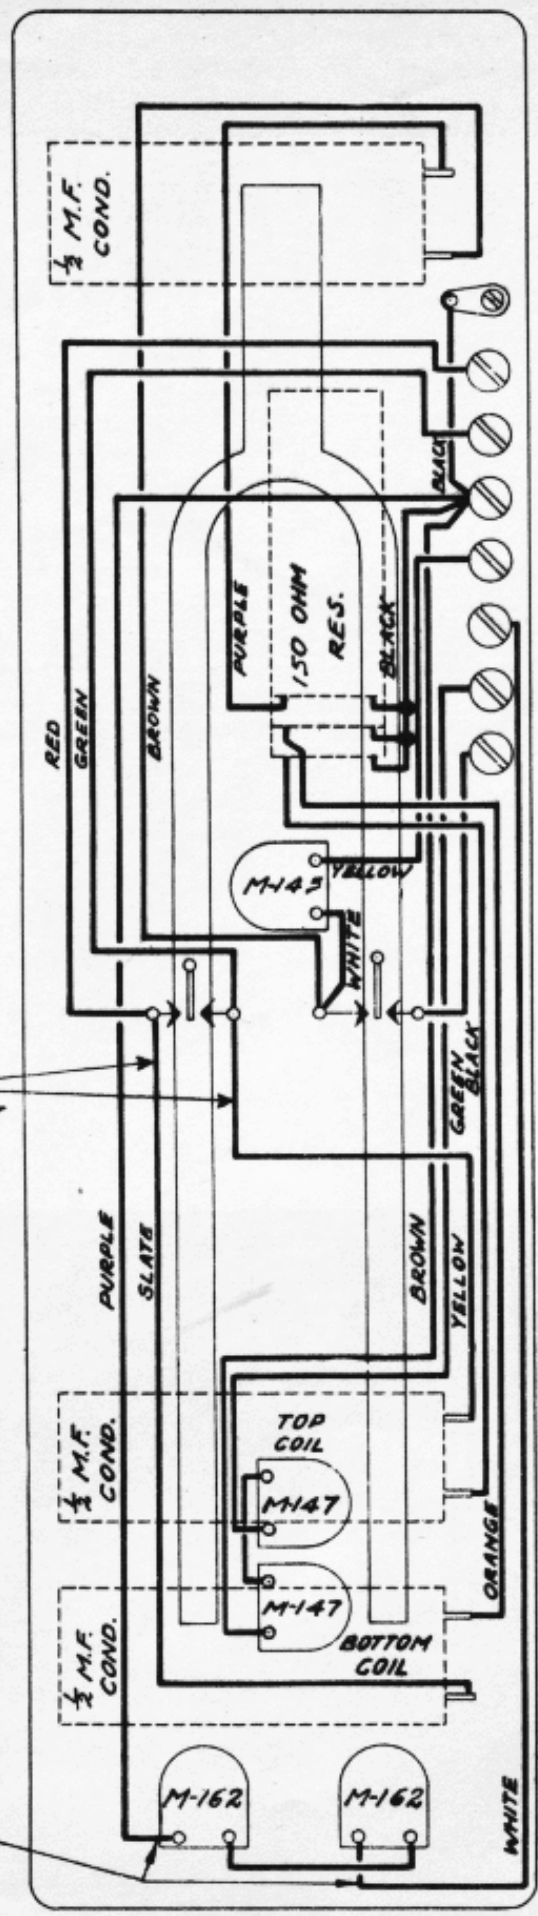 ½ M.F.
COND.
BLACK
PURPLE
150 OHM
RES.
BLACK
RED
GREEN
BROWN
M-145
YELLOW
WHITE
GREEN
BLACK
PURPLE
SLATE
BROWN
YELLOW
½ M.F.
COND.
TOP
COIL
M-147
ORANGE
½ M.F.
COND.
M-147
BOTTOM
COIL
M-162
M-162
WHITE